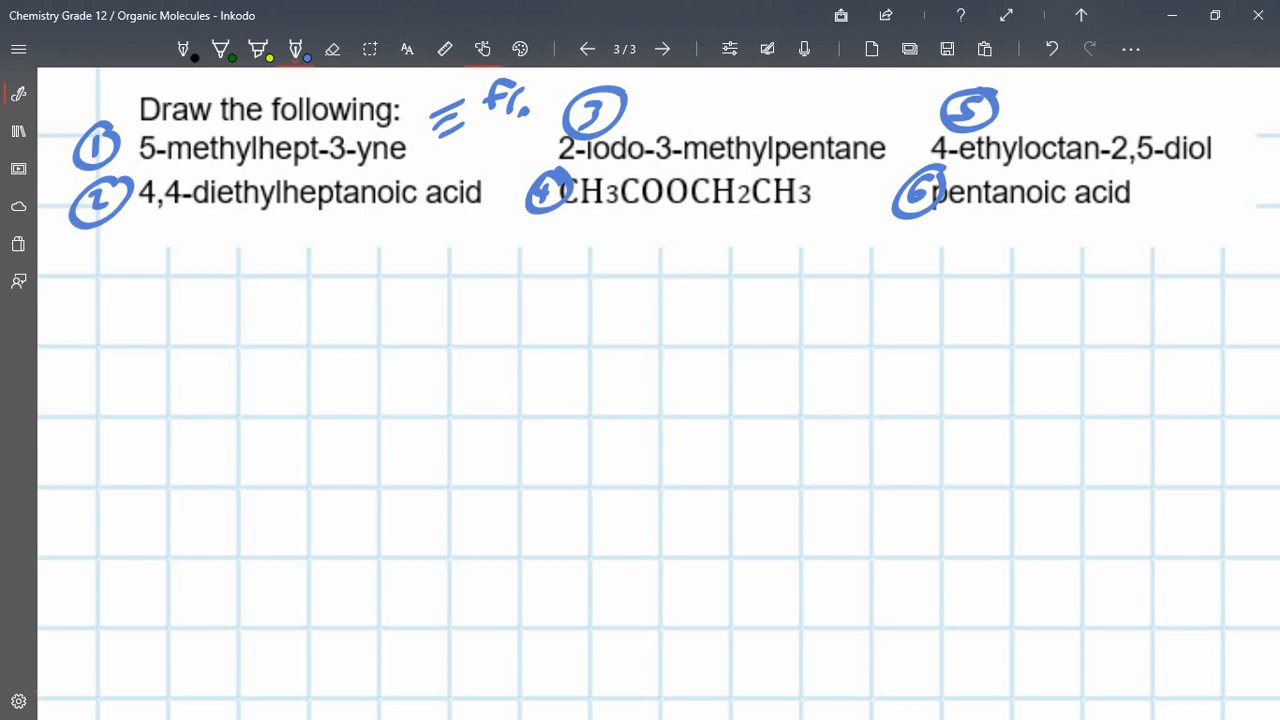 Chemistry Grade 12 / Organic Molecules - Inkodo
3 / 3
Draw the following:
① 5-methylhept-3-yne
② 4,4-diethylheptanoic acid
③ 2-iodo-3-methylpentane
④ CH3COOCH2CH3
⑤ 4-ethyloctan-2,5-diol
⑥ pentanoic acid